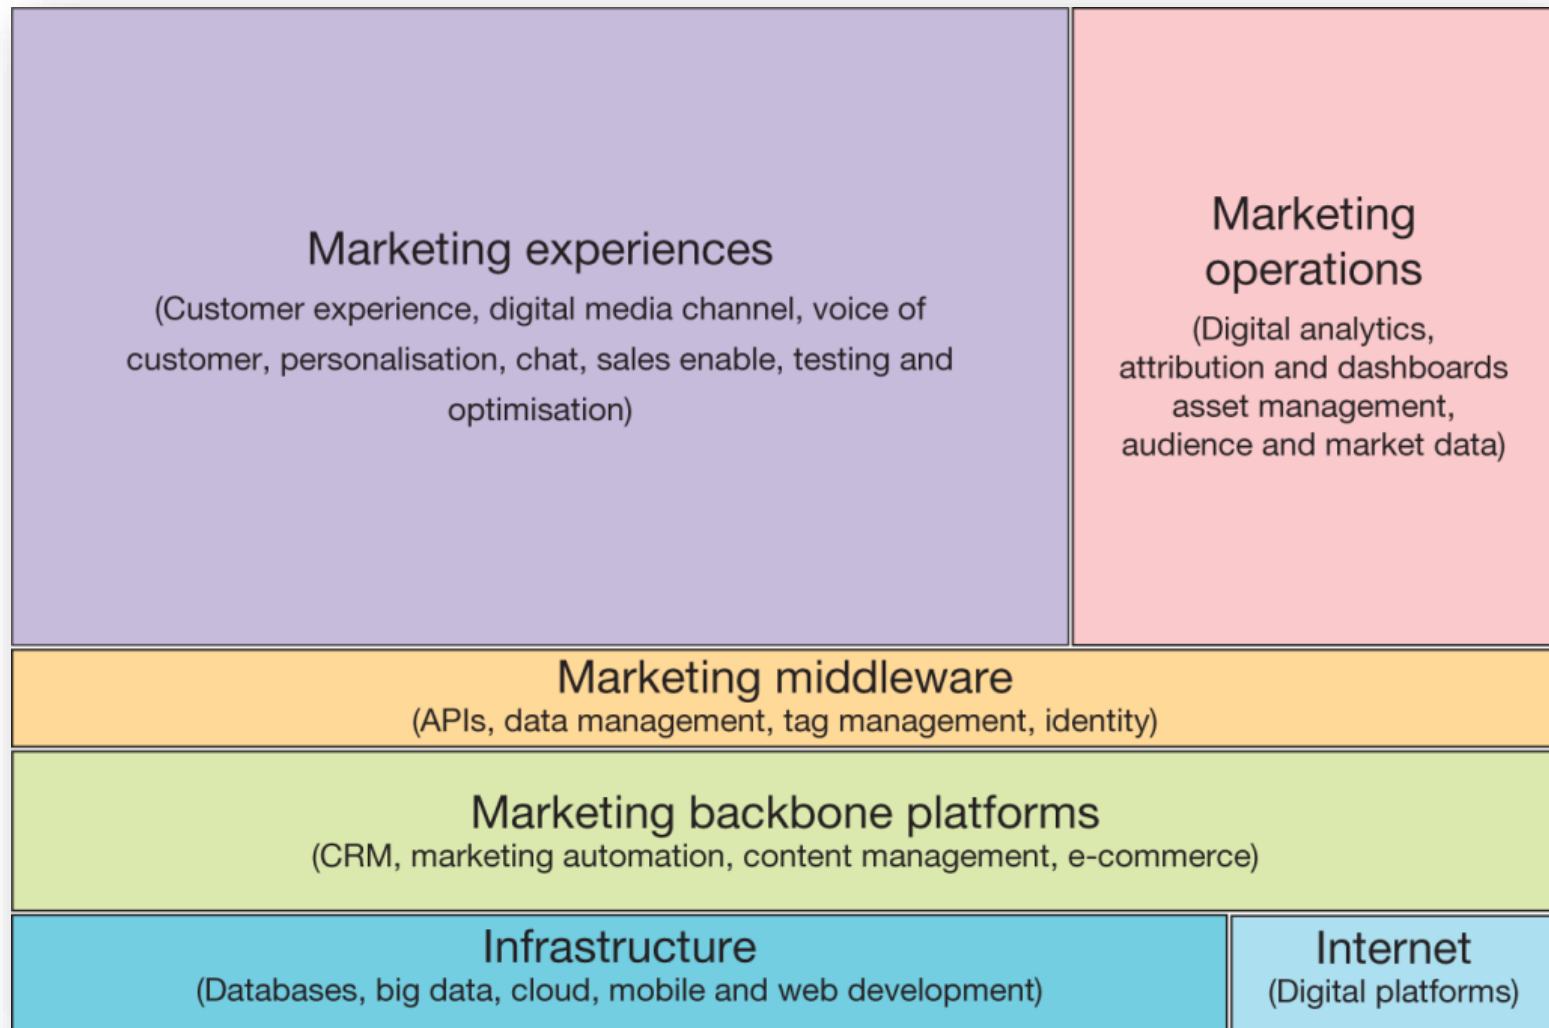 Marketing experiences
(Customer experience, digital media channel, voice of
customer, personalisation, chat, sales enable, testing and
optimisation)
Marketing
operations
(Digital analytics,
attribution and dashboards
asset management,
audience and market data)
Marketing middleware
(APIs, data management, tag management, identity)
Marketing backbone platforms
(CRM, marketing automation, content management, e-commerce)
Infrastructure
(Databases, big data, cloud, mobile and web development)
Internet
(Digital platforms)